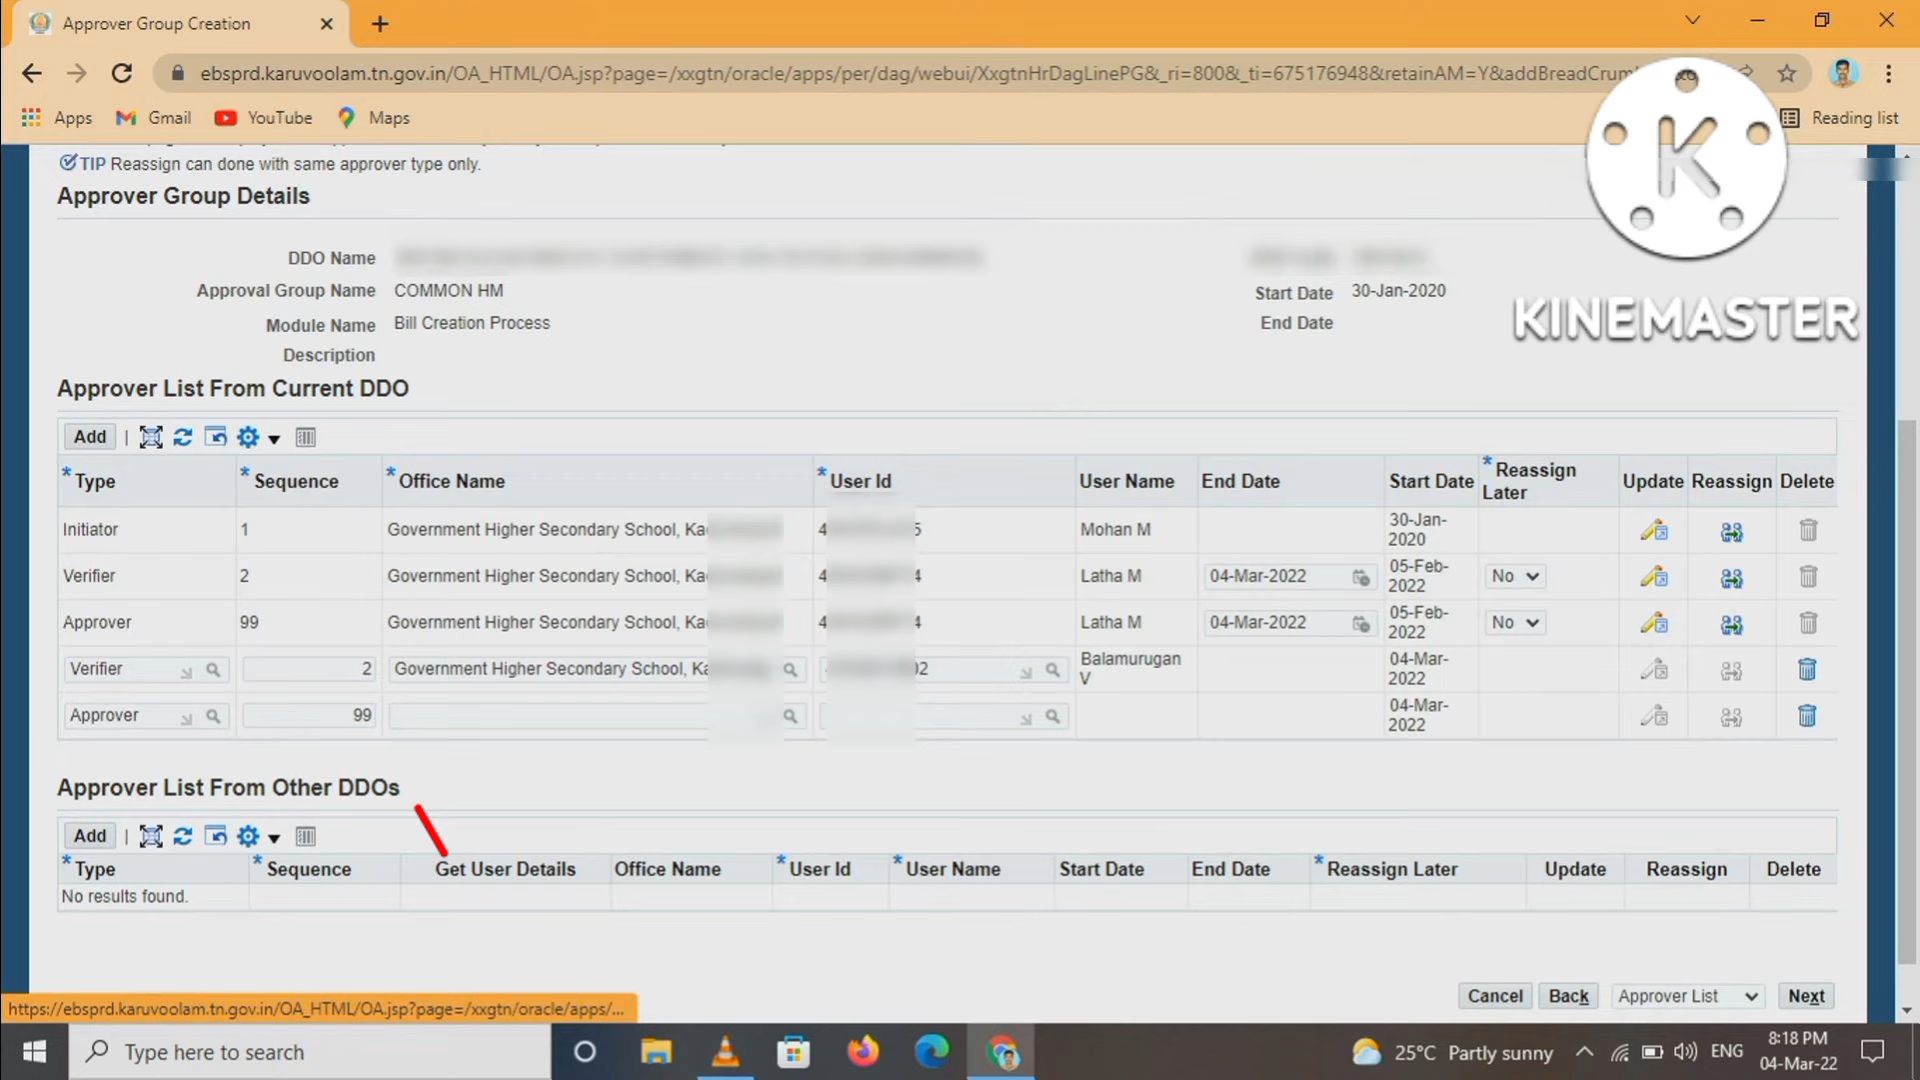 Approver Group Creation
ebsprd.karuvoolam.tn.gov.in/OA_HTML/OA.jsp?page=/xxgtn/oracle/apps/per/dag/webui/XxgtnHrDagLinePG&_ri=800&_ti=675176948&retainAM=Y&addBreadCrum
Apps Gmail YouTube Maps Reading list
TIP Reassign can done with same approver type only.
Approver Group Details
DDO Name
Approval Group Name COMMON HM Start Date 30-Jan-2020
Module Name Bill Creation Process End Date
Description
KINEMASTER
Approver List From Current DDO
Add
* Type * Sequence * Office Name * User Id User Name End Date Start Date * Reassign Later Update Reassign Delete
Initiator 1 Government Higher Secondary School, Ka 4 5 Mohan M 30-Jan-2020
Verifier 2 Government Higher Secondary School, Ka 4 4 Latha M 04-Mar-2022 05-Feb-2022 No
Approver 99 Government Higher Secondary School, Ka 4 4 Latha M 04-Mar-2022 05-Feb-2022 No
Verifier 2 Government Higher Secondary School, Ka 02 Balamurugan V 04-Mar-2022
Approver 99 04-Mar-2022
Approver List From Other DDOs
Add
* Type * Sequence Get User Details Office Name * User Id * User Name Start Date End Date * Reassign Later Update Reassign Delete
No results found.
Cancel Back Approver List Next
https://ebsprd.karuvoolam.tn.gov.in/OA_HTML/OA.jsp?page=/xxgtn/oracle/apps/...
Type here to search
25°C Partly sunny ENG 8:18 PM
04-Mar-22